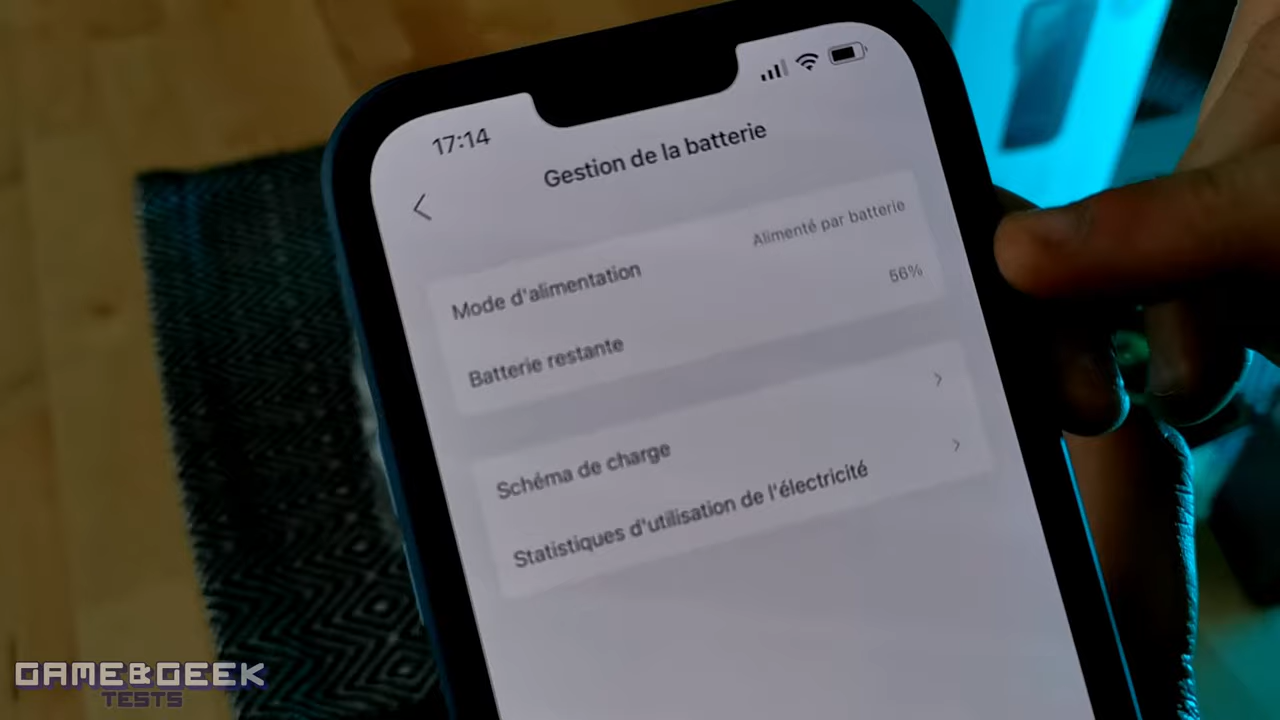 17:14
Gestion de la batterie
Mode d'alimentation
Alimenté par batterie
Batterie restante
56%
Schéma de charge
Statistiques d'utilisation de l'électricité
GAME&GEEK
TESTS